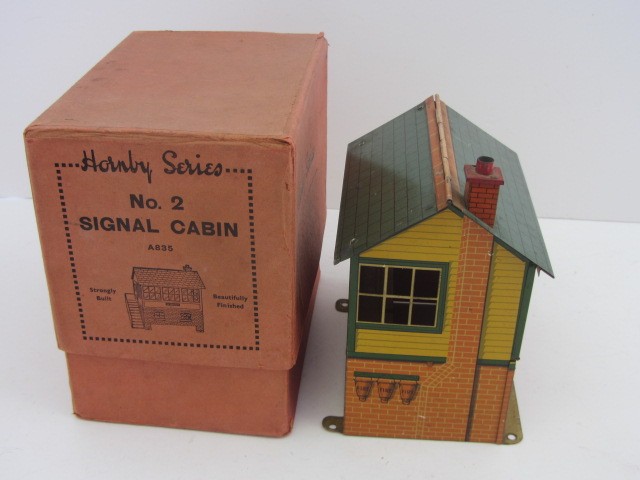 Hornby Series
No. 2
SIGNAL CABIN
A835
Strongly
Built
Beautifully
Finished